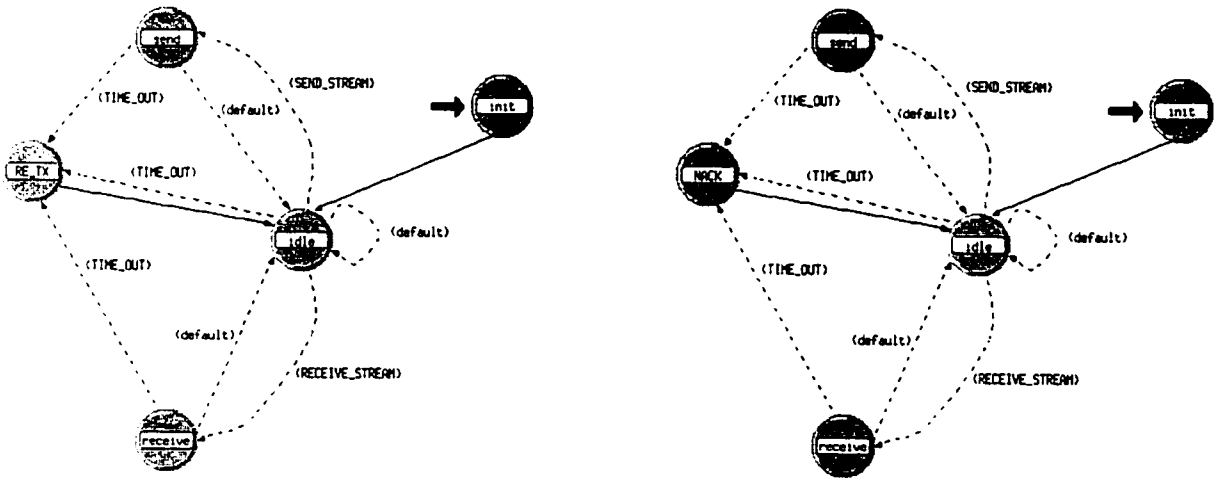 send
(SEND_STREAM)
(TIME_OUT)
(default)
init
RE_TX
(TIME_OUT)
idle
(default)
(TIME_OUT)
(default)
(RECEIVE_STREAM)
receive
send
(SEND_STREAM)
(TIME_OUT)
(default)
init
NACK
(TIME_OUT)
idle
(default)
(TIME_OUT)
(default)
(RECEIVE_STREAM)
receive